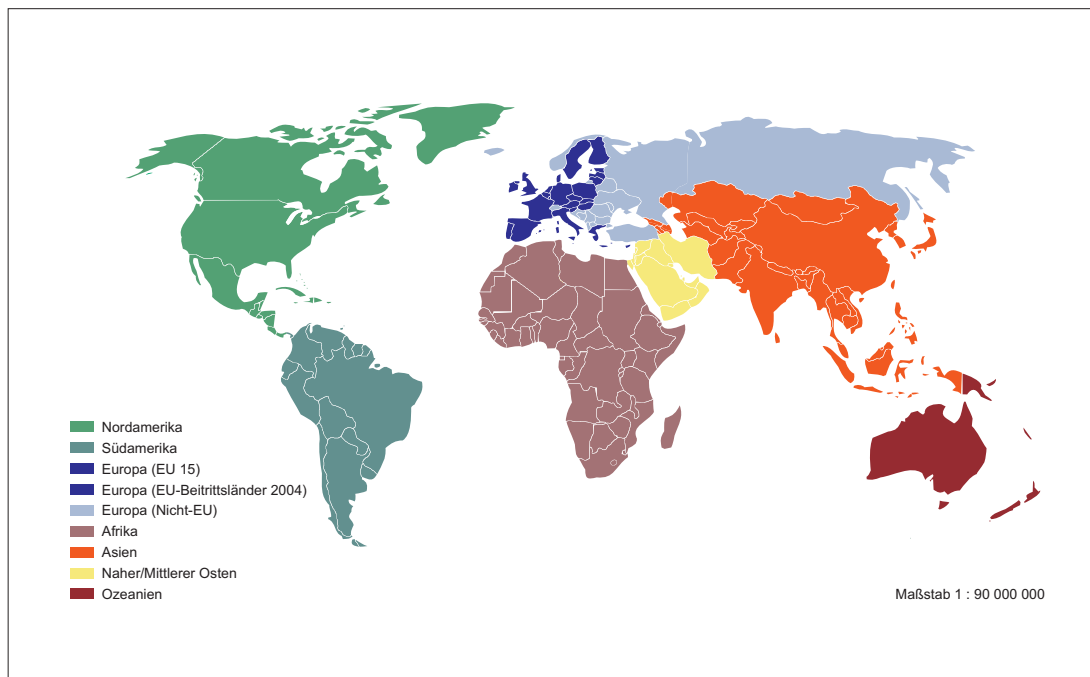 Nordamerika
Südamerika
Europa (EU 15)
Europa (EU-Beitrittsländer 2004)
Europa (Nicht-EU)
Afrika
Asien
Naher/Mittlerer Osten
Ozeanien
Maßstab 1 : 90 000 000